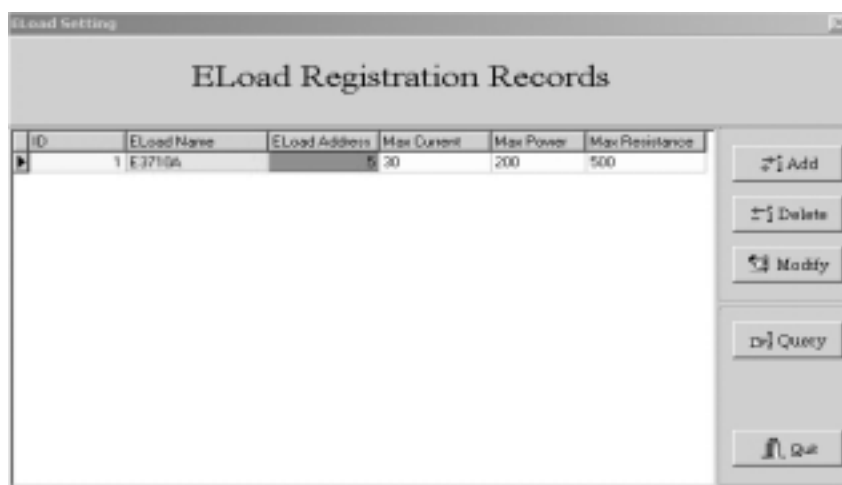 ELoad Setting
ELoad Registration Records
ID ELoad Name ELoad Address Max Current Max Power Max Resistance
1 E3710A 5 30 200 500
Add
Delete
Modify
Query
Quit